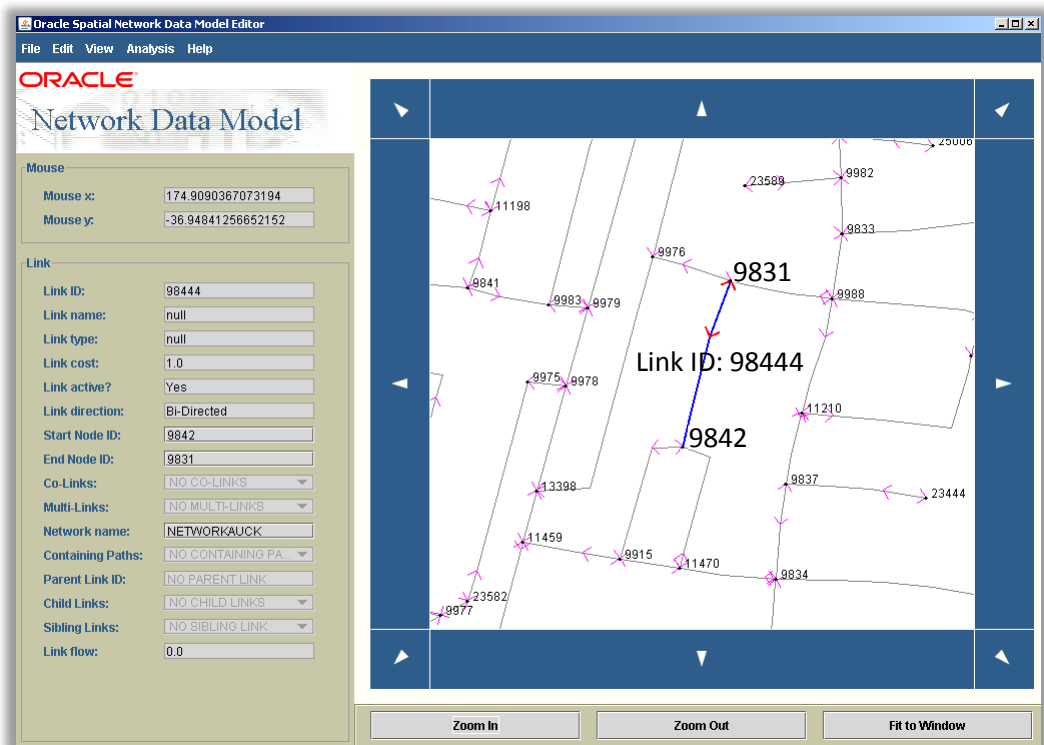 Oracle Spatial Network Data Model Editor
File Edit View Analysis Help
ORACLE
Network Data Model
Mouse
Mouse x: 174.9090367073194
Mouse y: -36.94841256652152
Link
Link ID: 98444
Link name: null
Link type: null
Link cost: 1.0
Link active? Yes
Link direction: Bi-Directed
Start Node ID: 9842
End Node ID: 9831
Co-Links: NO CO-LINKS
Multi-Links: NO MULTI-LINKS
Network name: NETWORKAUCK
Containing Paths: NO CONTAINING PA...
Parent Link ID: NO PARENT LINK
Child Links: NO CHILD LINKS
Sibling Links: NO SIBLING LINK
Link flow: 0.0
25006
23589
9982
11198
9833
9976
9831
9841
9983
9979
9988
Link ID: 98444
9975
9978
11210
9842
9837
13398
23444
11459
9915
11470
9834
23582
9977
Zoom In
Zoom Out
Fit to Window